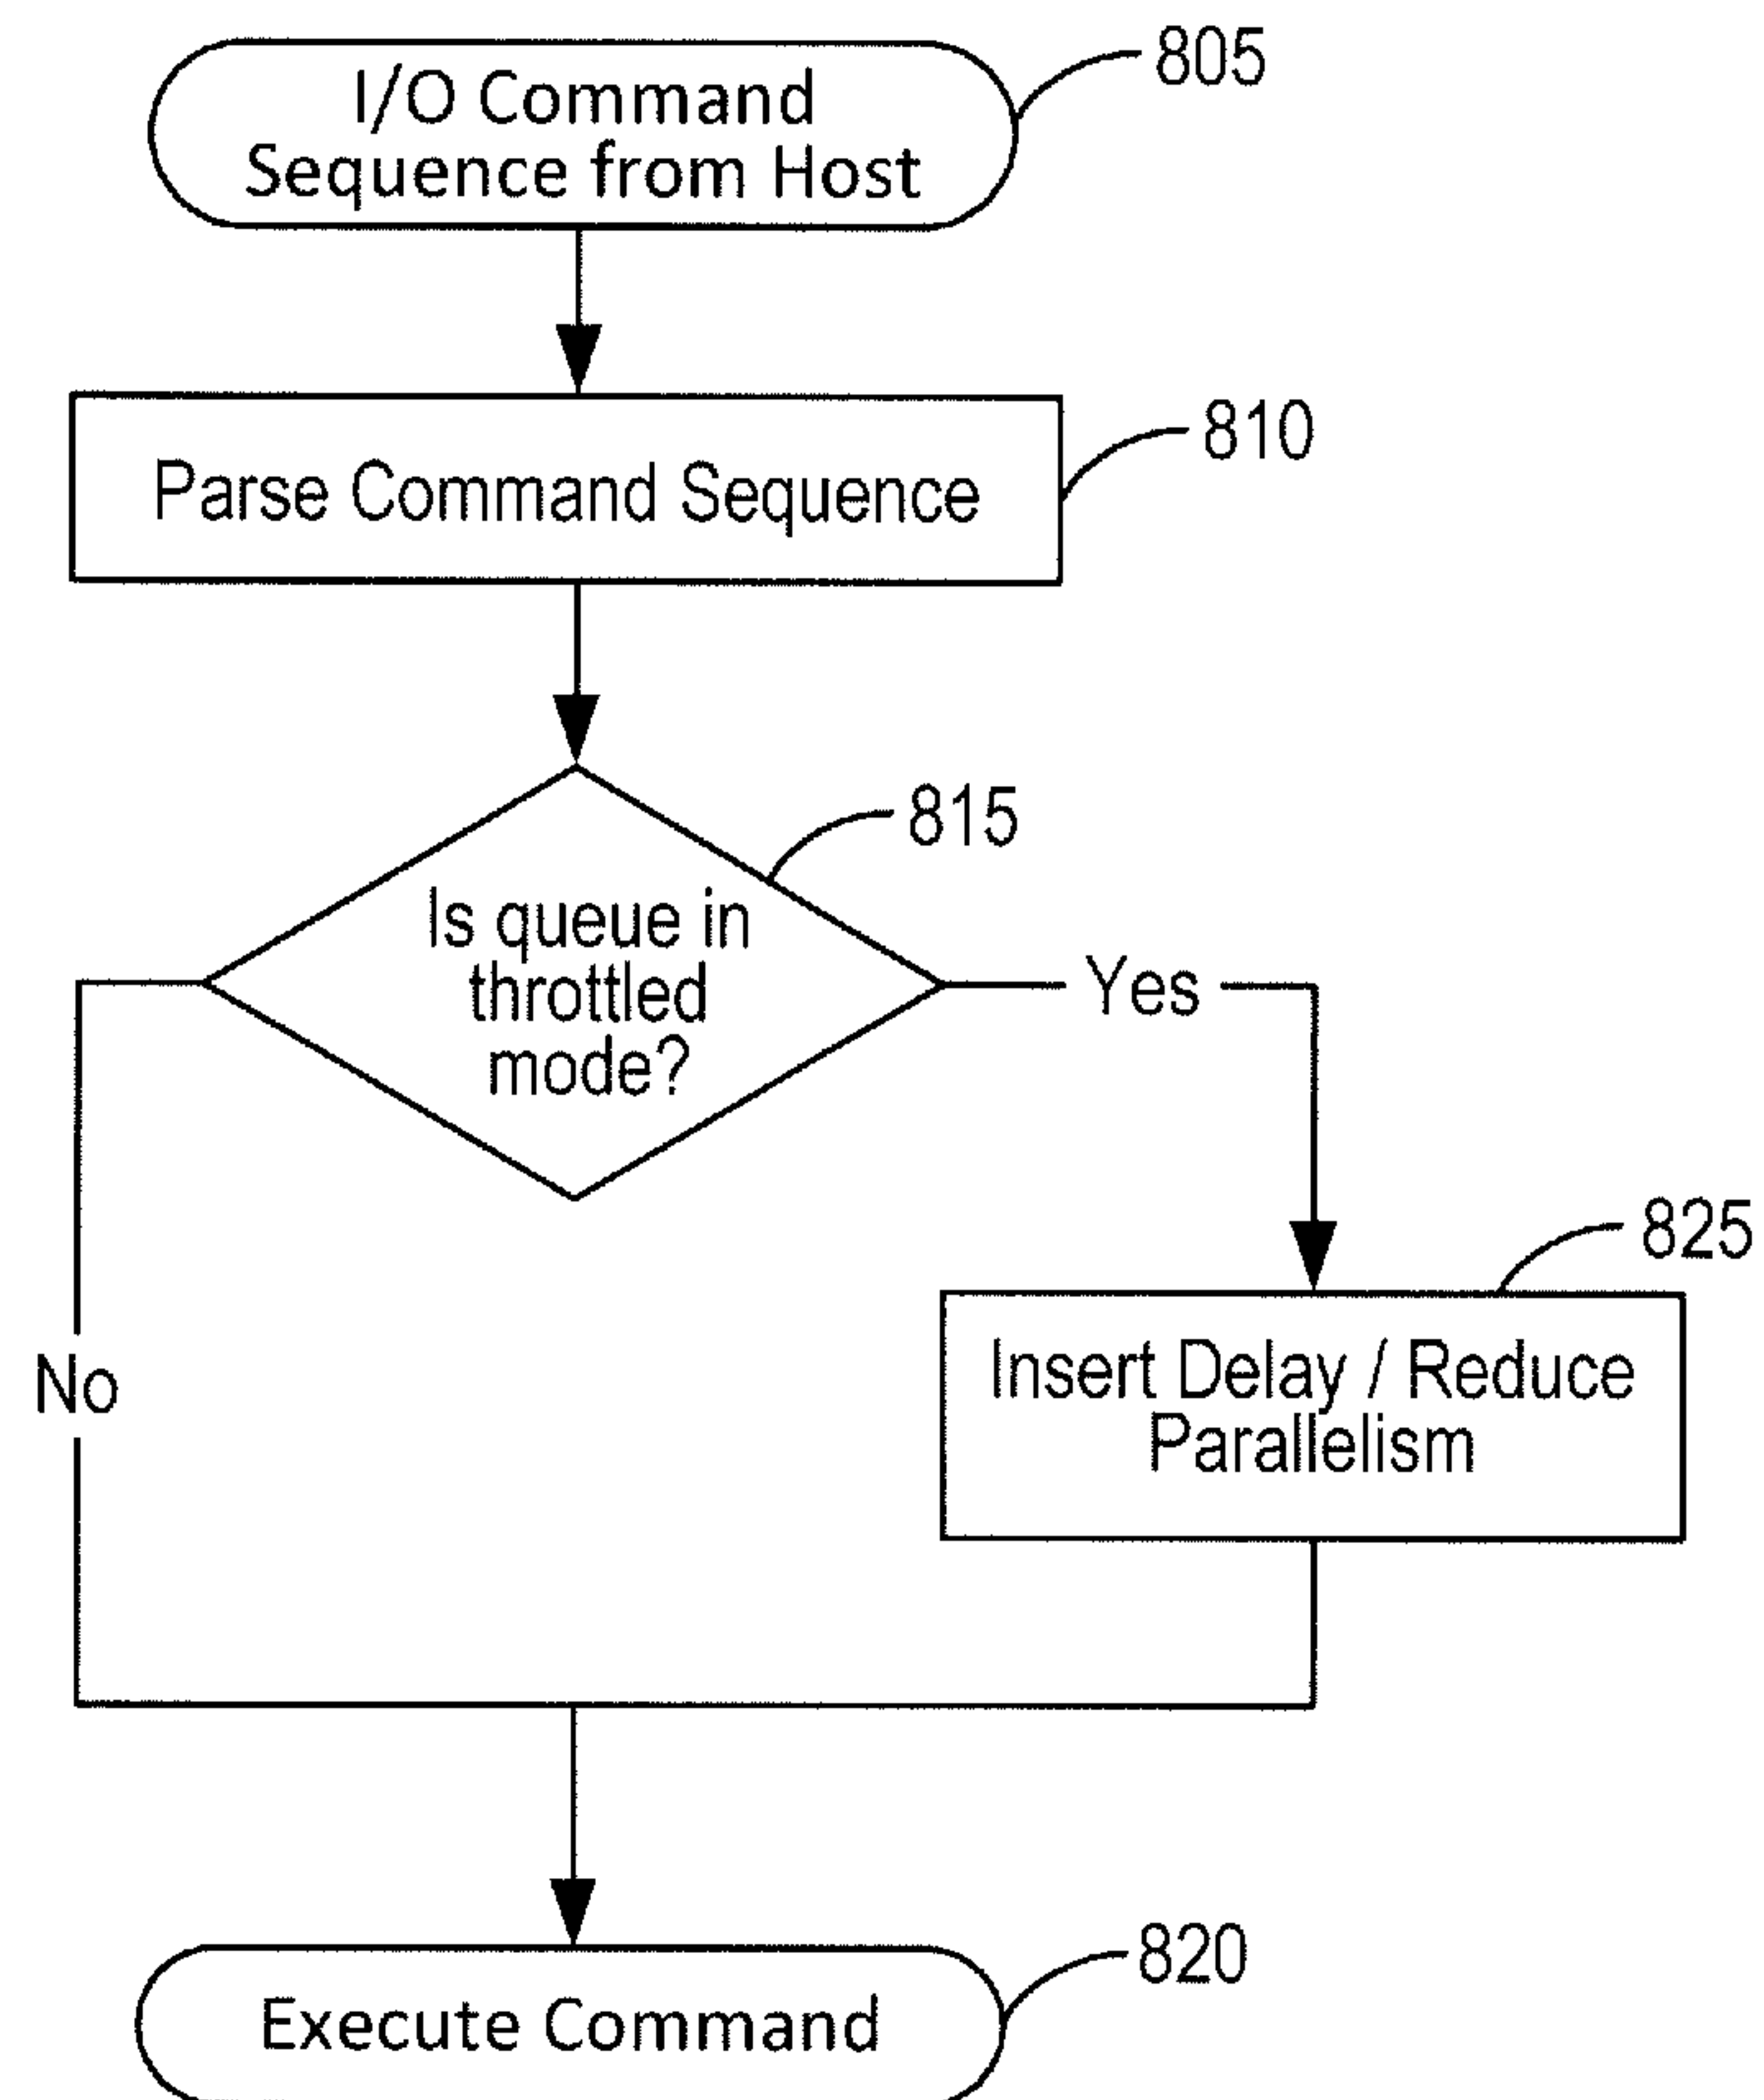 I/O Command
Sequence from Host
805
Parse Command Sequence
810
815
Is queue in
throttled
mode?
Yes
No
825
Insert Delay / Reduce
Parallelism
820
Execute Command